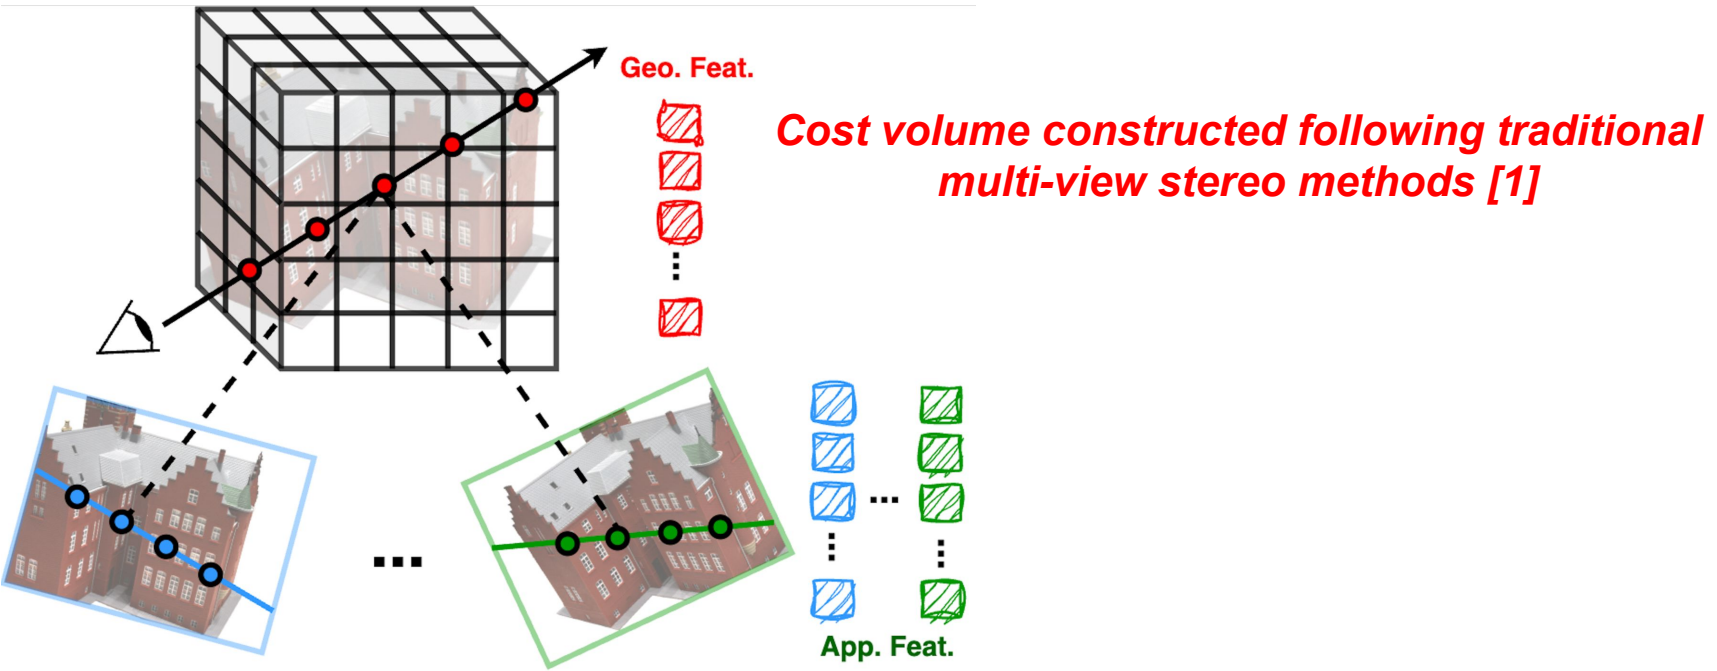 Geo. Feat.
Cost volume constructed following traditional
multi-view stereo methods [1]
App. Feat.